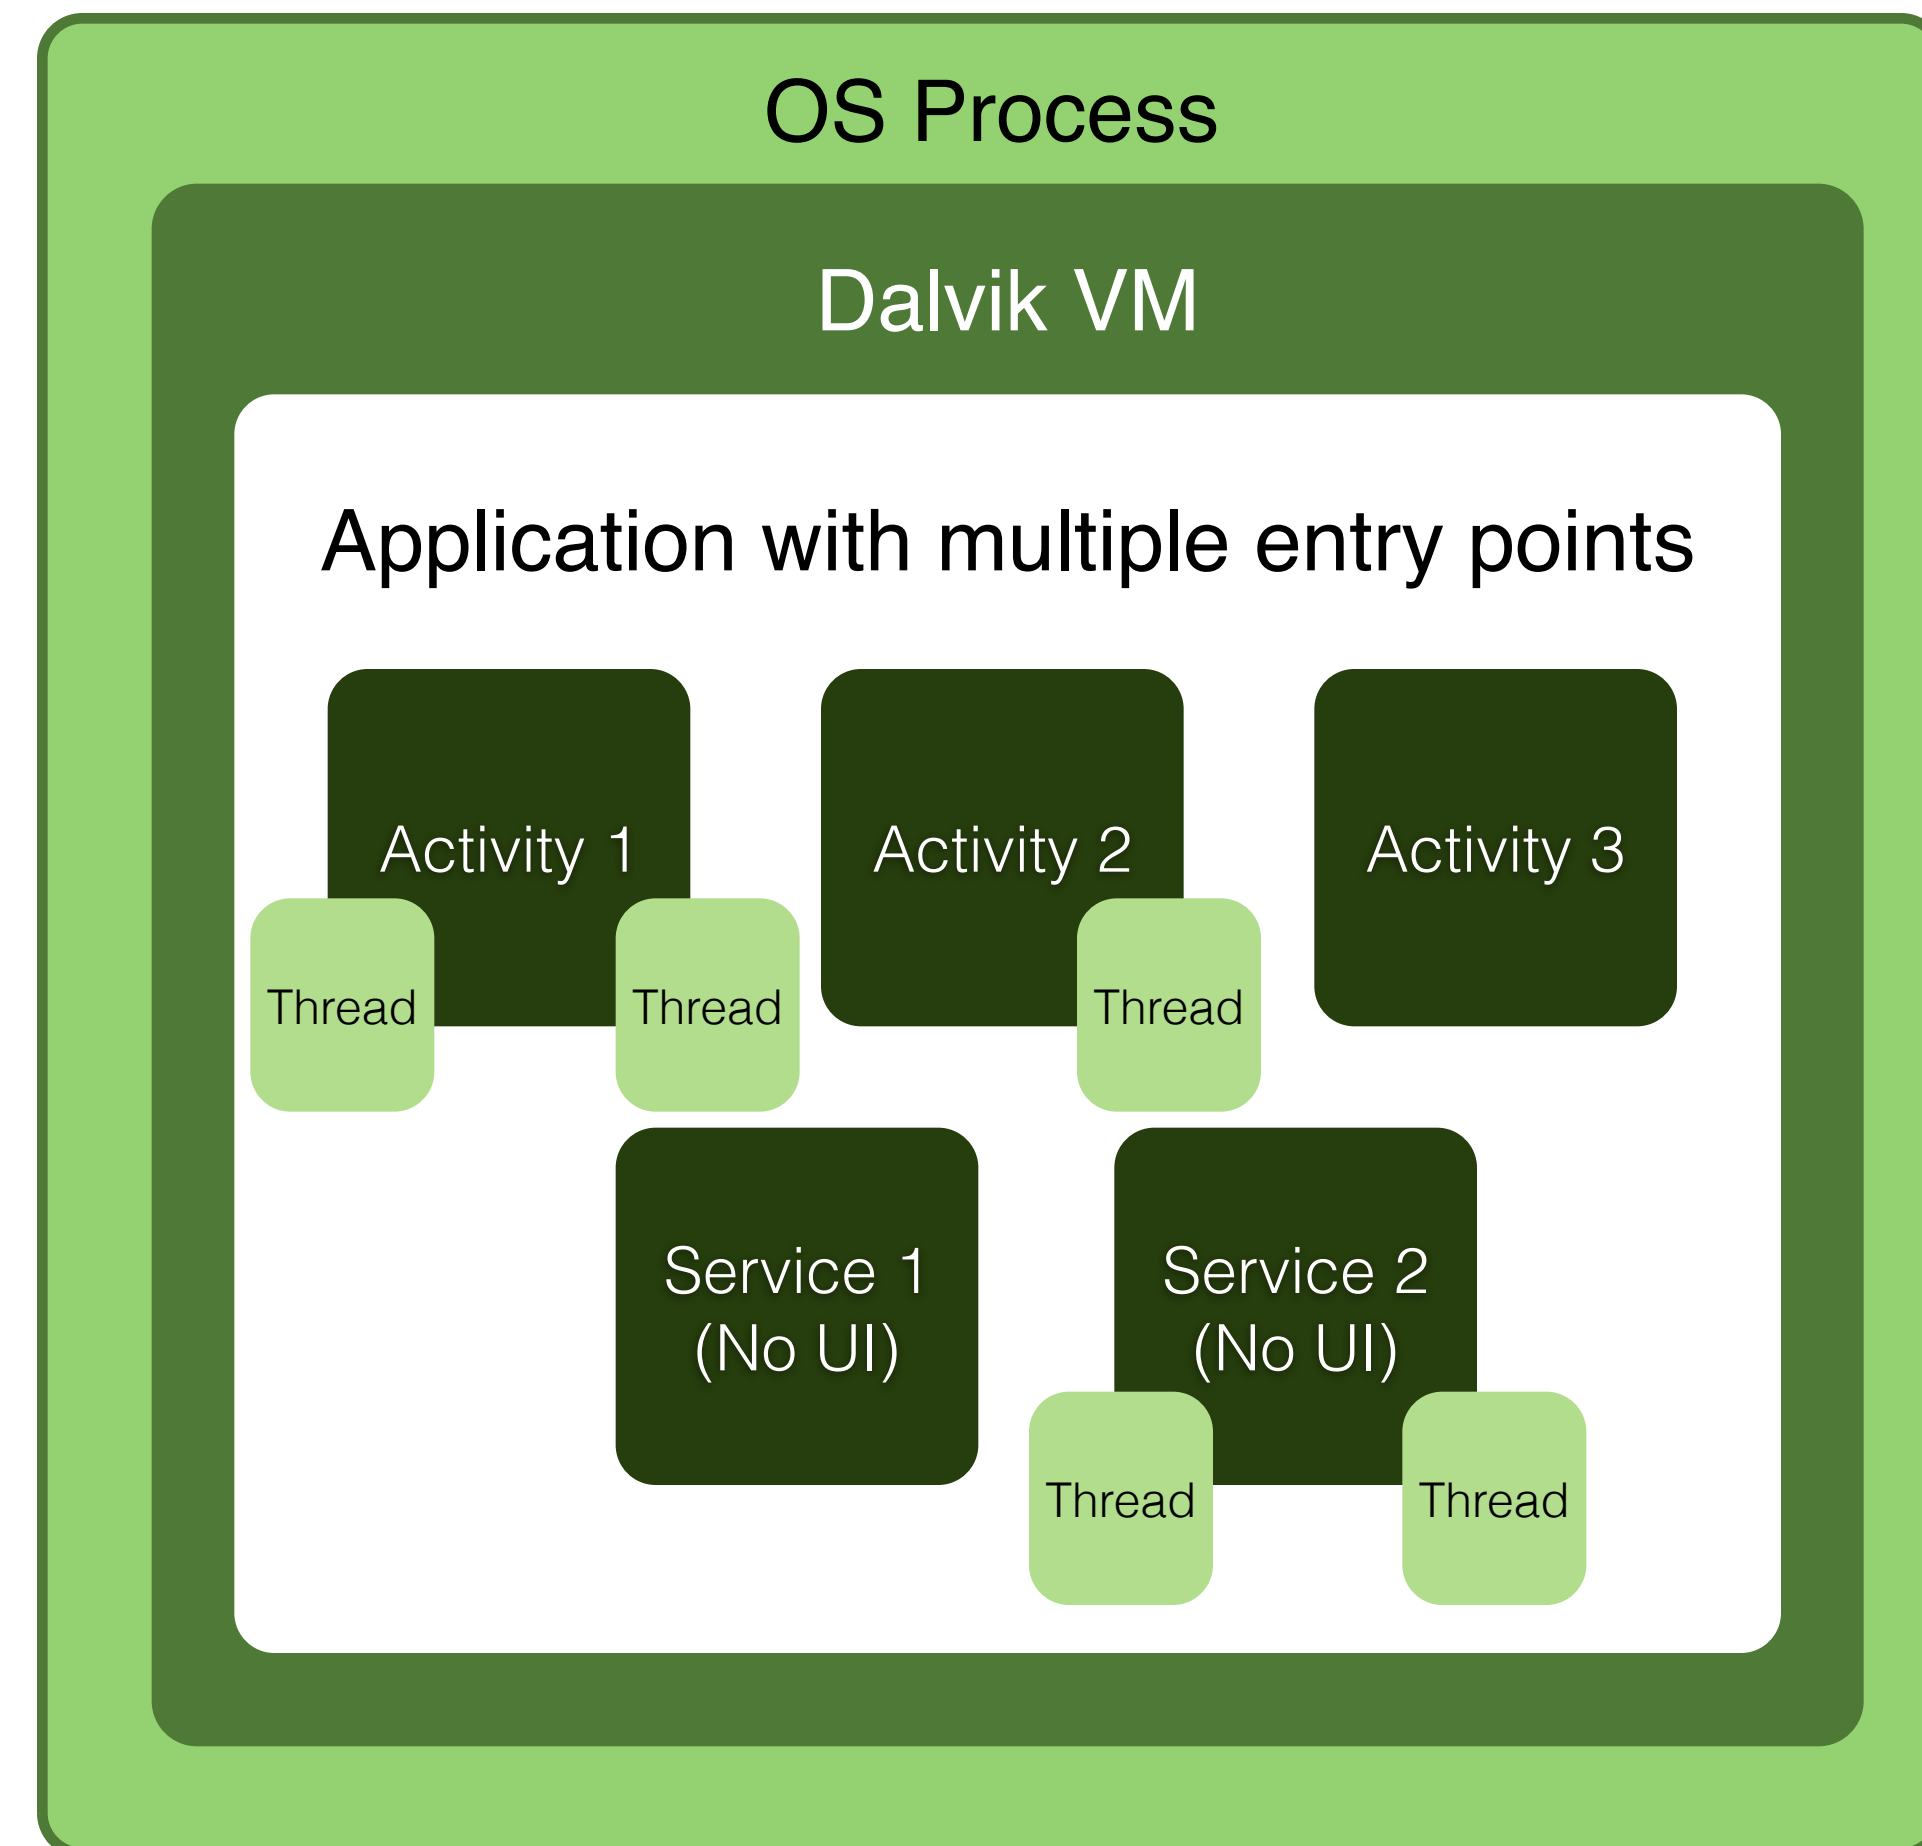 OS Process
Dalvik VM
Application with multiple entry points
Activity 1
Activity 2
Activity 3
Thread
Thread
Thread
Service 1
(No UI)
Service 2
(No UI)
Thread
Thread